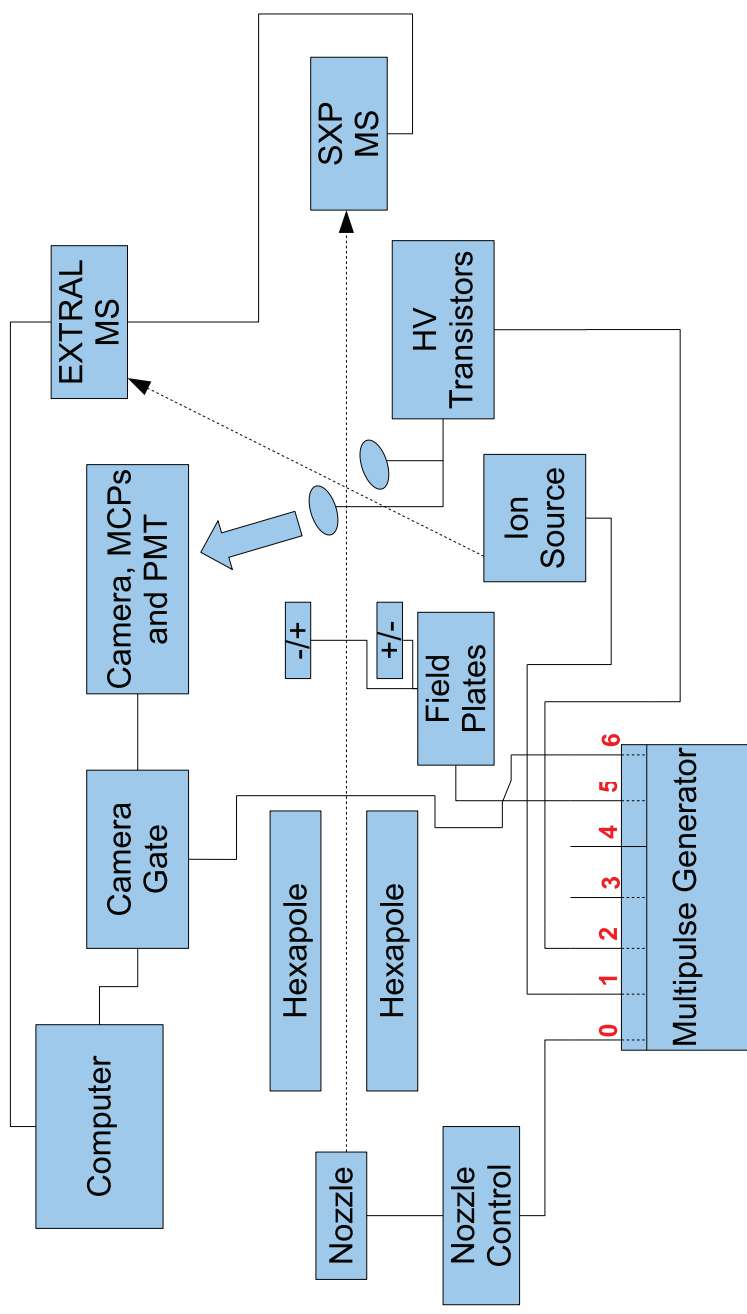 SXP
MS
EXTRAL
MS
HV
Transistors
Camera, MCPs
and PMT
Ion
Source
-/+
+/-
Field
Plates
Camera
Gate
Hexapole
Hexapole
Computer
Nozzle
Nozzle
Control
0 1 2 3 4 5 6
Multipulse Generator